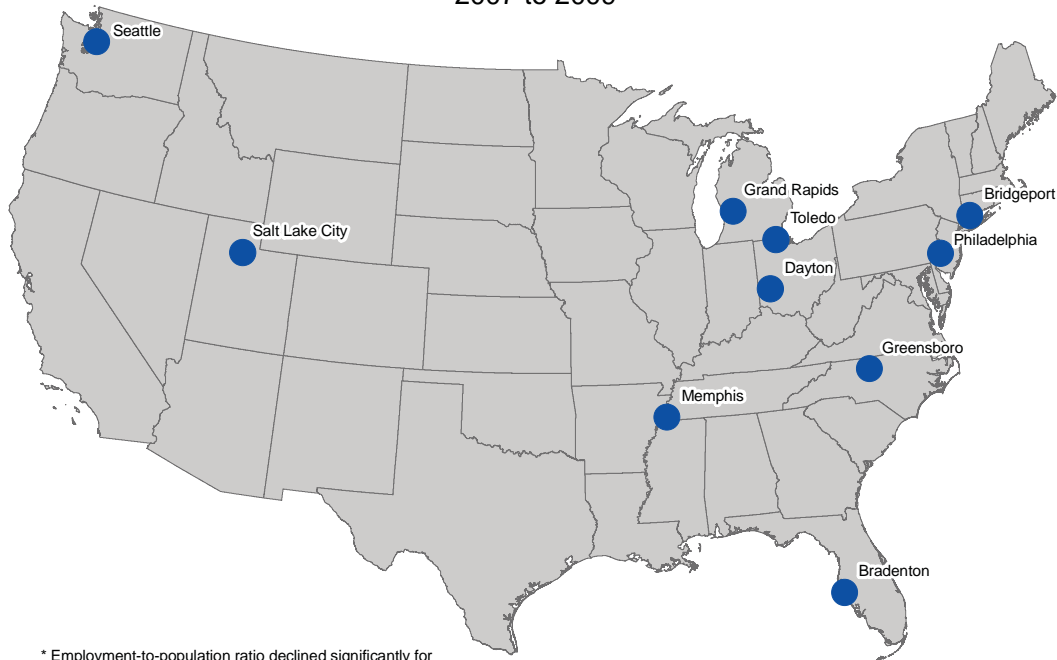 Seattle
Grand Rapids
Bridgeport
Toledo
Salt Lake City
Philadelphia
Dayton
Greensboro
Memphis
Bradenton
* Employment-to-population ratio declined significantly for